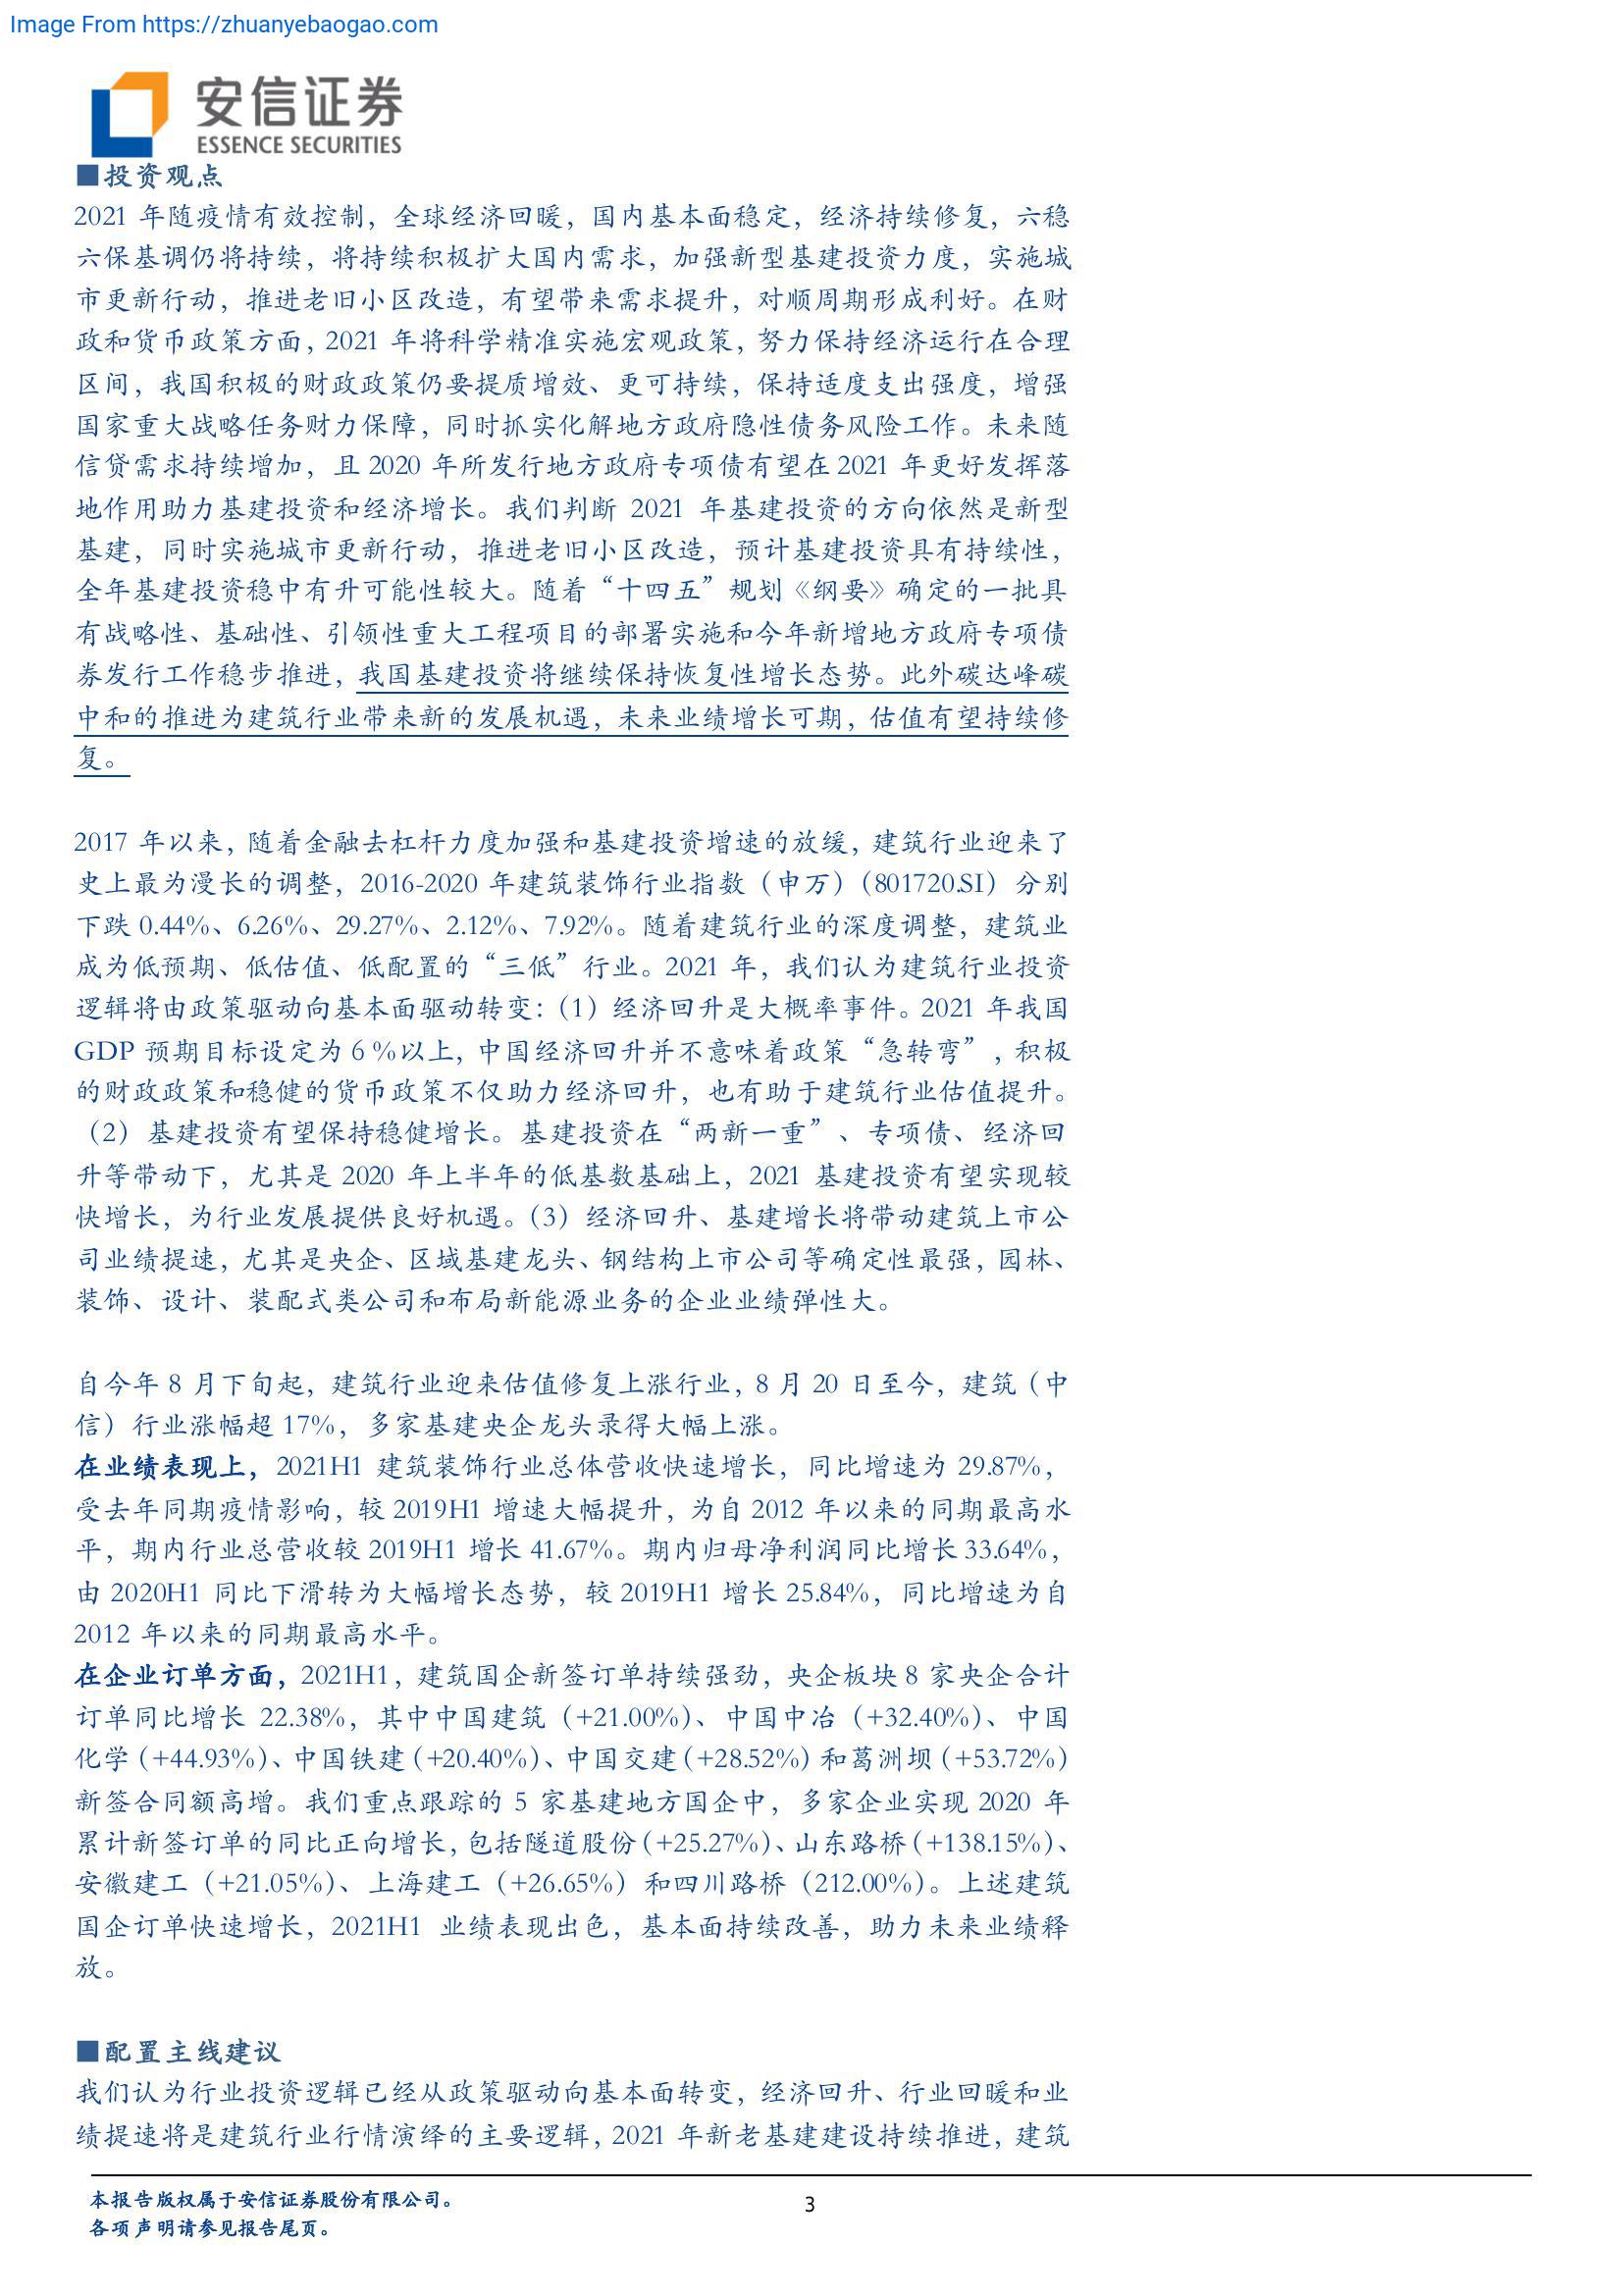 Image From https://zhuanyebaogao.com
安信证券
ESSENCE SECURITIES
■投资观点
2021 年随疫情有效控制，全球经济回暖，国内基本面稳定，经济持续修复，六稳
六保基调仍将持续，将持续积极扩大国内需求，加强新型基建投资力度，实施城
市更新行动，推进老旧小区改造，有望带来需求提升，对顺周期形成利好。在财
政和货币政策方面，2021 年将科学精准实施宏观政策，努力保持经济运行在合理
区间，我国积极的财政政策仍要提质增效、更可持续，保持适度支出强度，增强
国家重大战略任务财力保障，同时抓实化解地方政府隐性债务风险工作。未来随
信贷需求持续增加，且 2020 年所发行地方政府专项债有望在 2021 年更好发挥落
地作用助力基建投资和经济增长。我们判断 2021 年基建投资的方向依然是新型
基建，同时实施城市更新行动，推进老旧小区改造，预计基建投资具有持续性，
全年基建投资稳中有升可能性较大。随着“十四五”规划《纲要》确定的一批具
有战略性、基础性、引领性重大工程项目的部署实施和今年新增地方政府专项债
券发行工作稳步推进，我国基建投资将继续保持恢复性增长态势。此外碳达峰碳
中和的推进为建筑行业带来新的发展机遇，未来业绩增长可期，估值有望持续修
复。
2017 年以来，随着金融去杠杆力度加强和基建投资增速的放缓，建筑行业迎来了
史上最为漫长的调整，2016-2020 年建筑装饰行业指数（申万）（801720.SI）分别
下跌 0.44%、6.26%、29.27%、2.12%、7.92%。随着建筑行业的深度调整，建筑业
成为低预期、低估值、低配置的“三低”行业。2021 年，我们认为建筑行业投资
逻辑将由政策驱动向基本面驱动转变：（1）经济回升是大概率事件。2021 年我国
GDP 预期目标设定为 6 %以上，中国经济回升并不意味着政策“急转弯”，积极
的财政政策和稳健的货币政策不仅助力经济回升，也有助于建筑行业估值提升。
（2）基建投资有望保持稳健增长。基建投资在“两新一重”、专项债、经济回
升等带动下，尤其是 2020 年上半年的低基数基础上，2021 基建投资有望实现较
快增长，为行业发展提供良好机遇。（3）经济回升、基建增长将带动建筑上市公
司业绩提速，尤其是央企、区域基建龙头、钢结构上市公司等确定性最强，园林、
装饰、设计、装配式类公司和布局新能源业务的企业业绩弹性大。
自今年 8 月下旬起，建筑行业迎来估值修复上涨行业，8 月 20 日至今，建筑（中
信）行业涨幅超 17%，多家基建央企龙头录得大幅上涨。
在业绩表现上，2021H1 建筑装饰行业总体营收快速增长，同比增速为 29.87%，
受去年同期疫情影响，较 2019H1 增速大幅提升，为自 2012 年以来的同期最高水
平，期内行业总营收较 2019H1 增长 41.67%。期内归母净利润同比增长 33.64%，
由 2020H1 同比下滑转为大幅增长态势，较 2019H1 增长 25.84%，同比增速为自
2012 年以来的同期最高水平。
在企业订单方面，2021H1，建筑国企新签订单持续强劲，央企板块 8 家央企合计
订单同比增长 22.38%，其中中国建筑（+21.00%）、中国中冶（+32.40%）、中国
化学（+44.93%）、中国铁建（+20.40%）、中国交建（+28.52%）和葛洲坝（+53.72%）
新签合同额高增。我们重点跟踪的 5 家基建地方国企中，多家企业实现 2020 年
累计新签订单的同比正向增长，包括隧道股份（+25.27%）、山东路桥（+138.15%）、
安徽建工（+21.05%）、上海建工（+26.65%）和四川路桥（212.00%）。上述建筑
国企订单快速增长，2021H1 业绩表现出色，基本面持续改善，助力未来业绩释
放。
■配置主线建议
我们认为行业投资逻辑已经从政策驱动向基本面转变，经济回升、行业回暖和业
绩提速将是建筑行业行情演绎的主要逻辑，2021 年新老基建建设持续推进，建筑
本报告版权属于安信证券股份有限公司。
3
各项声明请参见报告尾页。